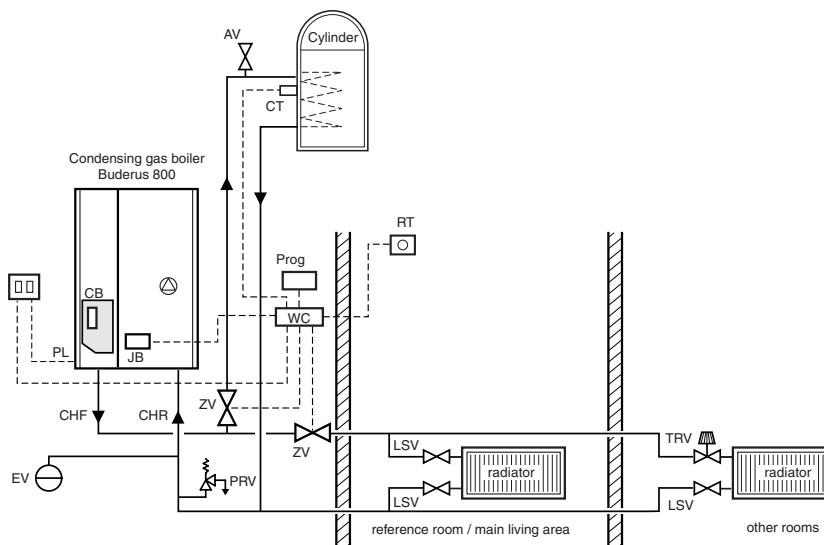 AV
Cylinder
CT
Condensing gas boiler
Buderus 800
RT
Prog
CB
WC
PL
JB
ZV
CHF
CHR
ZV
TRV
LSV
radiator
radiator
EV
PRV
LSV
LSV
reference room / main living area
other rooms